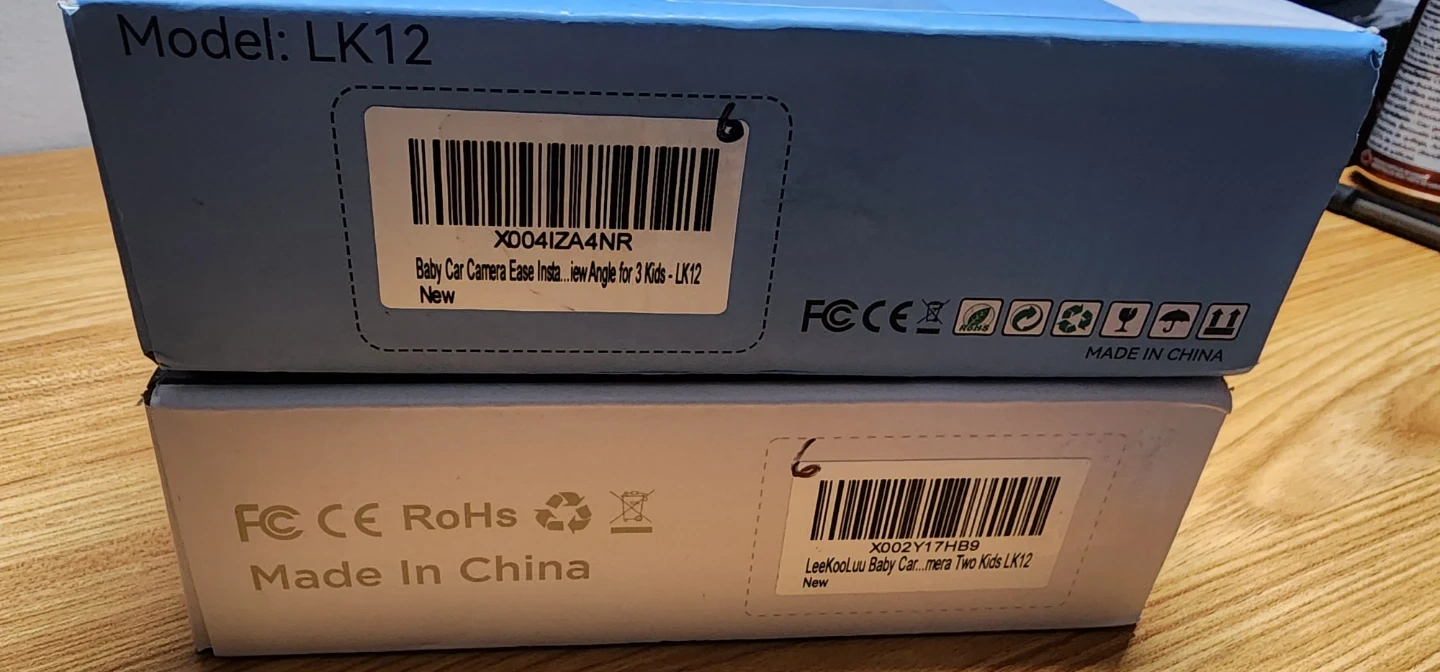 Model: LK12
6
X004IZA4NR
Baby Car Camera Ease Insta...iew Angle for 3 Kids - LK12
New
FC CE RoHS
MADE IN CHINA
6
X002Y17HB9
LeeKooLuu Baby Car...mera Two Kids LK12
New
FC CE RoHs
Made In China